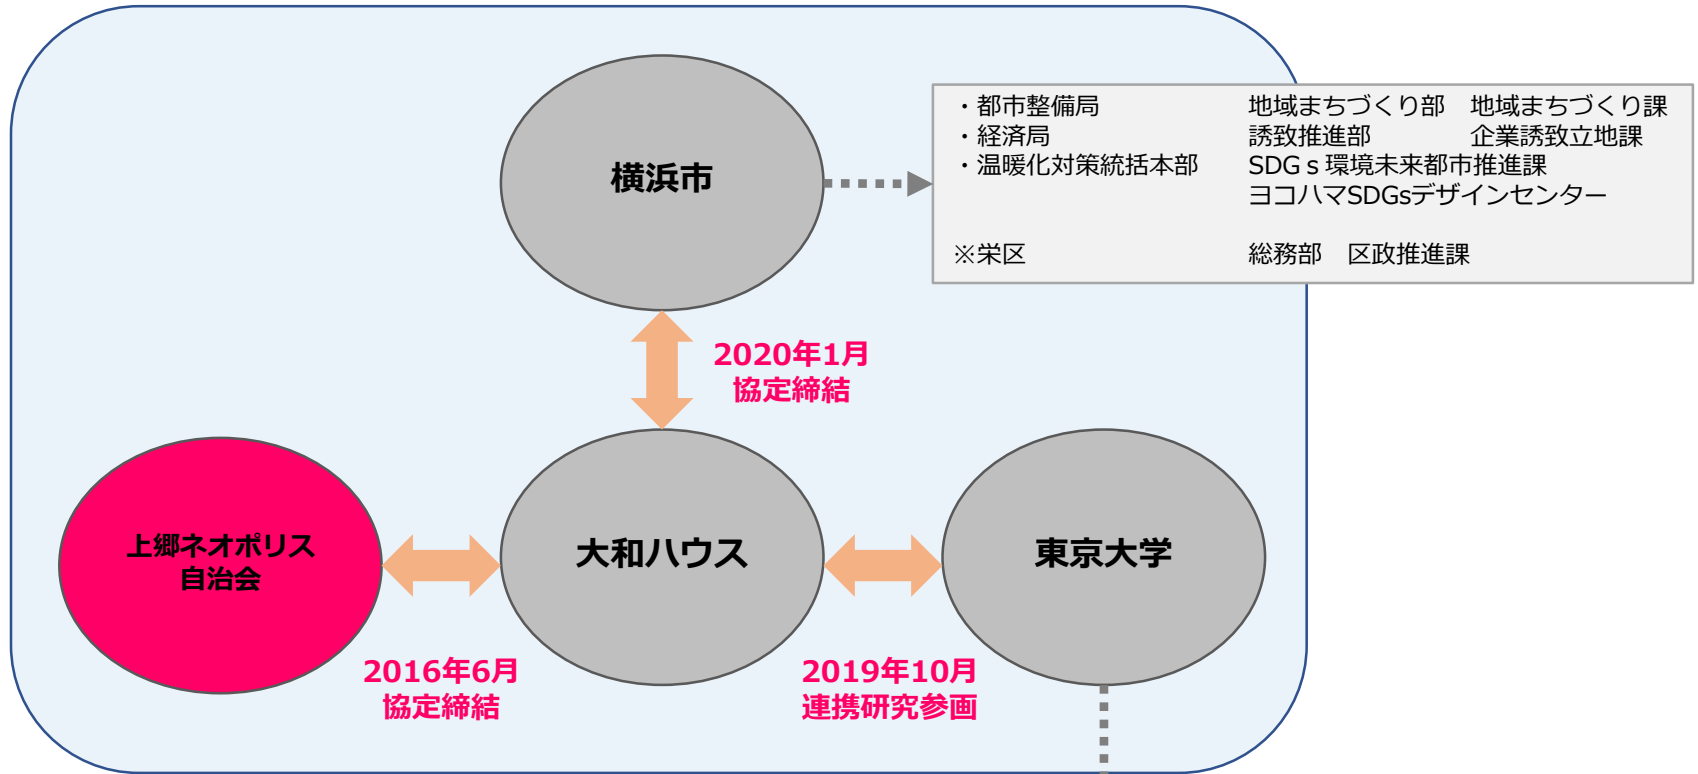 横浜市
・都市整備局 地域まちづくり部 地域まちづくり課
・経済局 誘致推進部 企業誘致立地課
・温暖化対策統括本部 SDGｓ環境未来都市推進課
ヨコハマSDGsデザインセンター
※栄区 総務部 区政推進課
2020年1月
協定締結
上郷ネオポリス
自治会
大和ハウス
東京大学
2016年6月
協定締結
2019年10月
連携研究参画